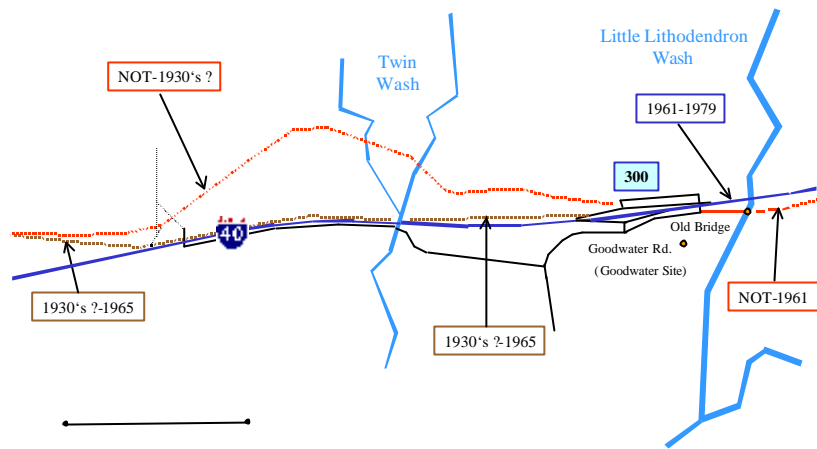 Little Lithodendron
Wash
Twin
Wash
NOT-1930's ?
1961-1979
300
40
Old Bridge
Goodwater Rd.
(Goodwater Site)
NOT-1961
1930's ?-1965
1930's ?-1965